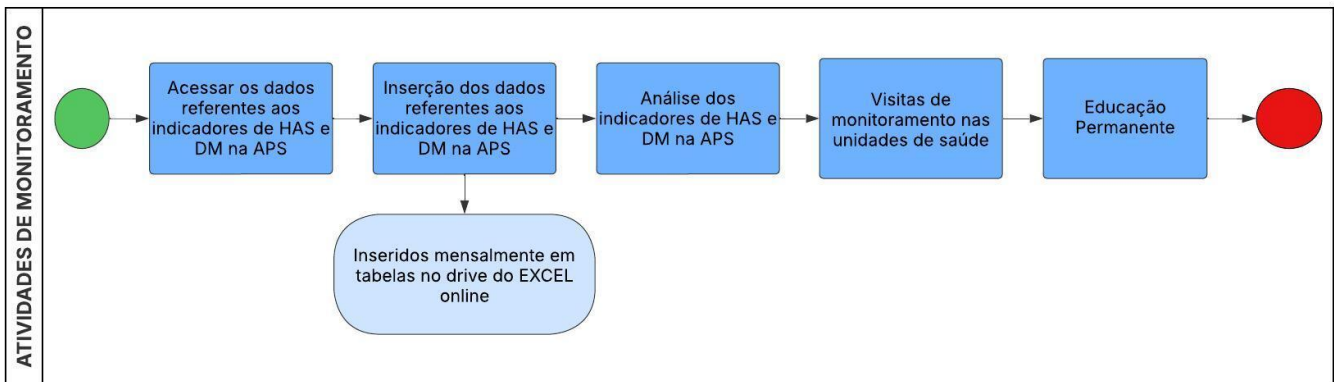 ATIVIDADES DE MONITORAMENTO
Acessar os dados
referentes aos
indicadores de HAS e
DM na APS
Inserção dos dados
referentes aos
indicadores de HAS e
DM na APS
Análise dos
indicadores de HAS e
DM na APS
Visitas de
monitoramento nas
unidades de saúde
Educação
Permanente
Inseridos mensalmente em
tabelas no drive do EXCEL
online